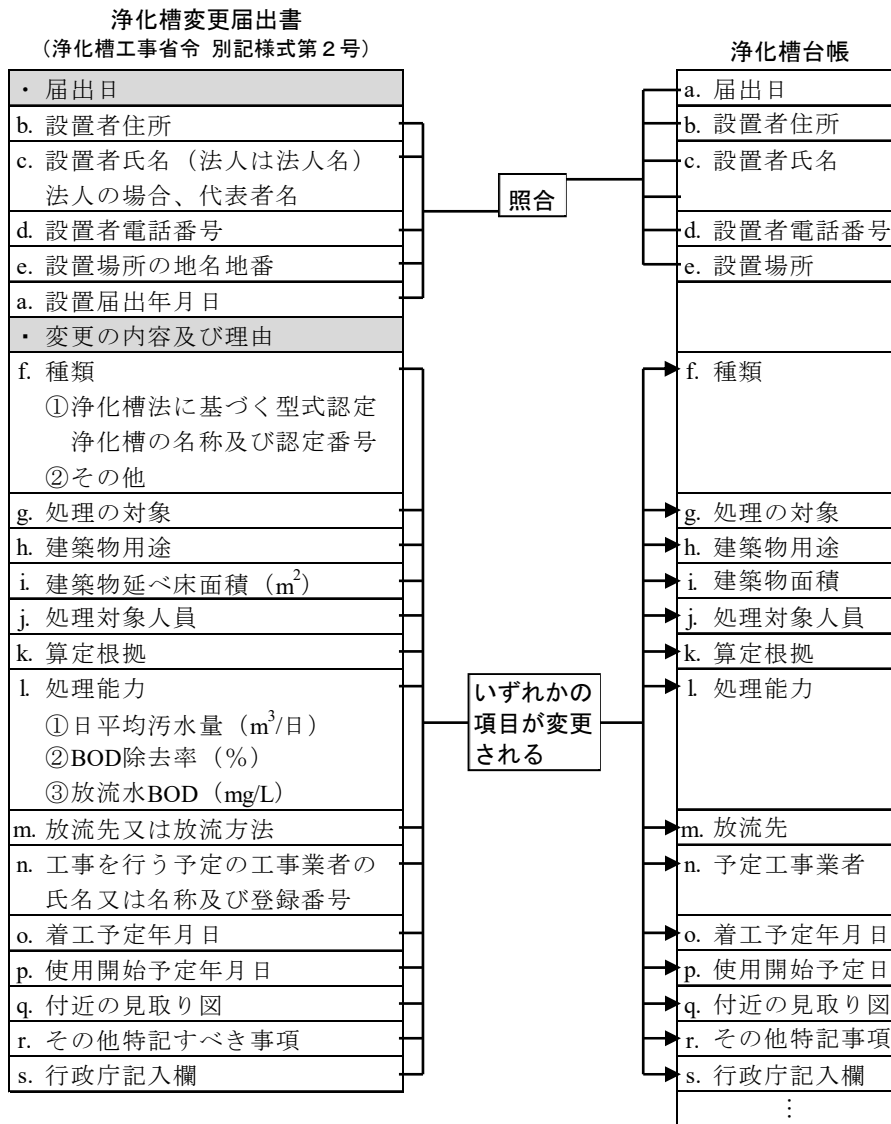 浄化槽変更届出書
（浄化槽工事省令 別記様式第２号）
・ 届出日
b. 設置者住所
c. 設置者氏名（法人は法人名）
法人の場合、代表者名
d. 設置者電話番号
e. 設置場所の地名地番
a. 設置届出年月日
・ 変更の内容及び理由
f. 種類
①浄化槽法に基づく型式認定
浄化槽の名称及び認定番号
②その他
g. 処理の対象
h. 建築物用途
i. 建築物延べ床面積（m²）
j. 処理対象人員
k. 算定根拠
l. 処理能力
①日平均汚水量（m³/日）
②BOD除去率（%）
③放流水BOD（mg/L）
m. 放流先又は放流方法
n. 工事を行う予定の工事業者の
氏名又は名称及び登録番号
o. 着工予定年月日
p. 使用開始予定年月日
q. 付近の見取り図
r. その他特記すべき事項
s. 行政庁記入欄
照合
いずれかの
項目が変更
される
浄化槽台帳
a. 届出日
b. 設置者住所
c. 設置者氏名
d. 設置者電話番号
e. 設置場所
f. 種類
g. 処理の対象
h. 建築物用途
i. 建築物面積
j. 処理対象人員
k. 算定根拠
l. 処理能力
m. 放流先
n. 予定工事業者
o. 着工予定年月日
p. 使用開始予定日
q. 付近の見取り図
r. その他特記事項
s. 行政庁記入欄
⋮